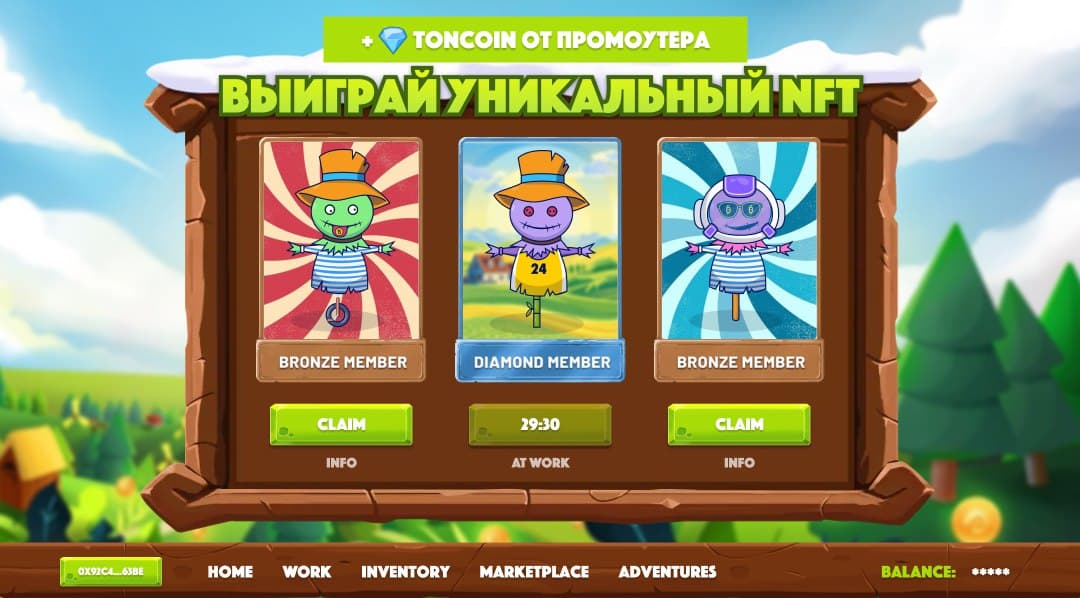 + 💎 TONCOIN ОТ ПРОМОУТЕРА
ВЫИГРАЙ УНИКАЛЬНЫЙ NFT
24
BRONZE MEMBER
DIAMOND MEMBER
BRONZE MEMBER
CLAIM
29:30
CLAIM
INFO
AT WORK
INFO
0X92C4...63BE
HOME
WORK
INVENTORY
MARKETPLACE
ADVENTURES
BALANCE: *****